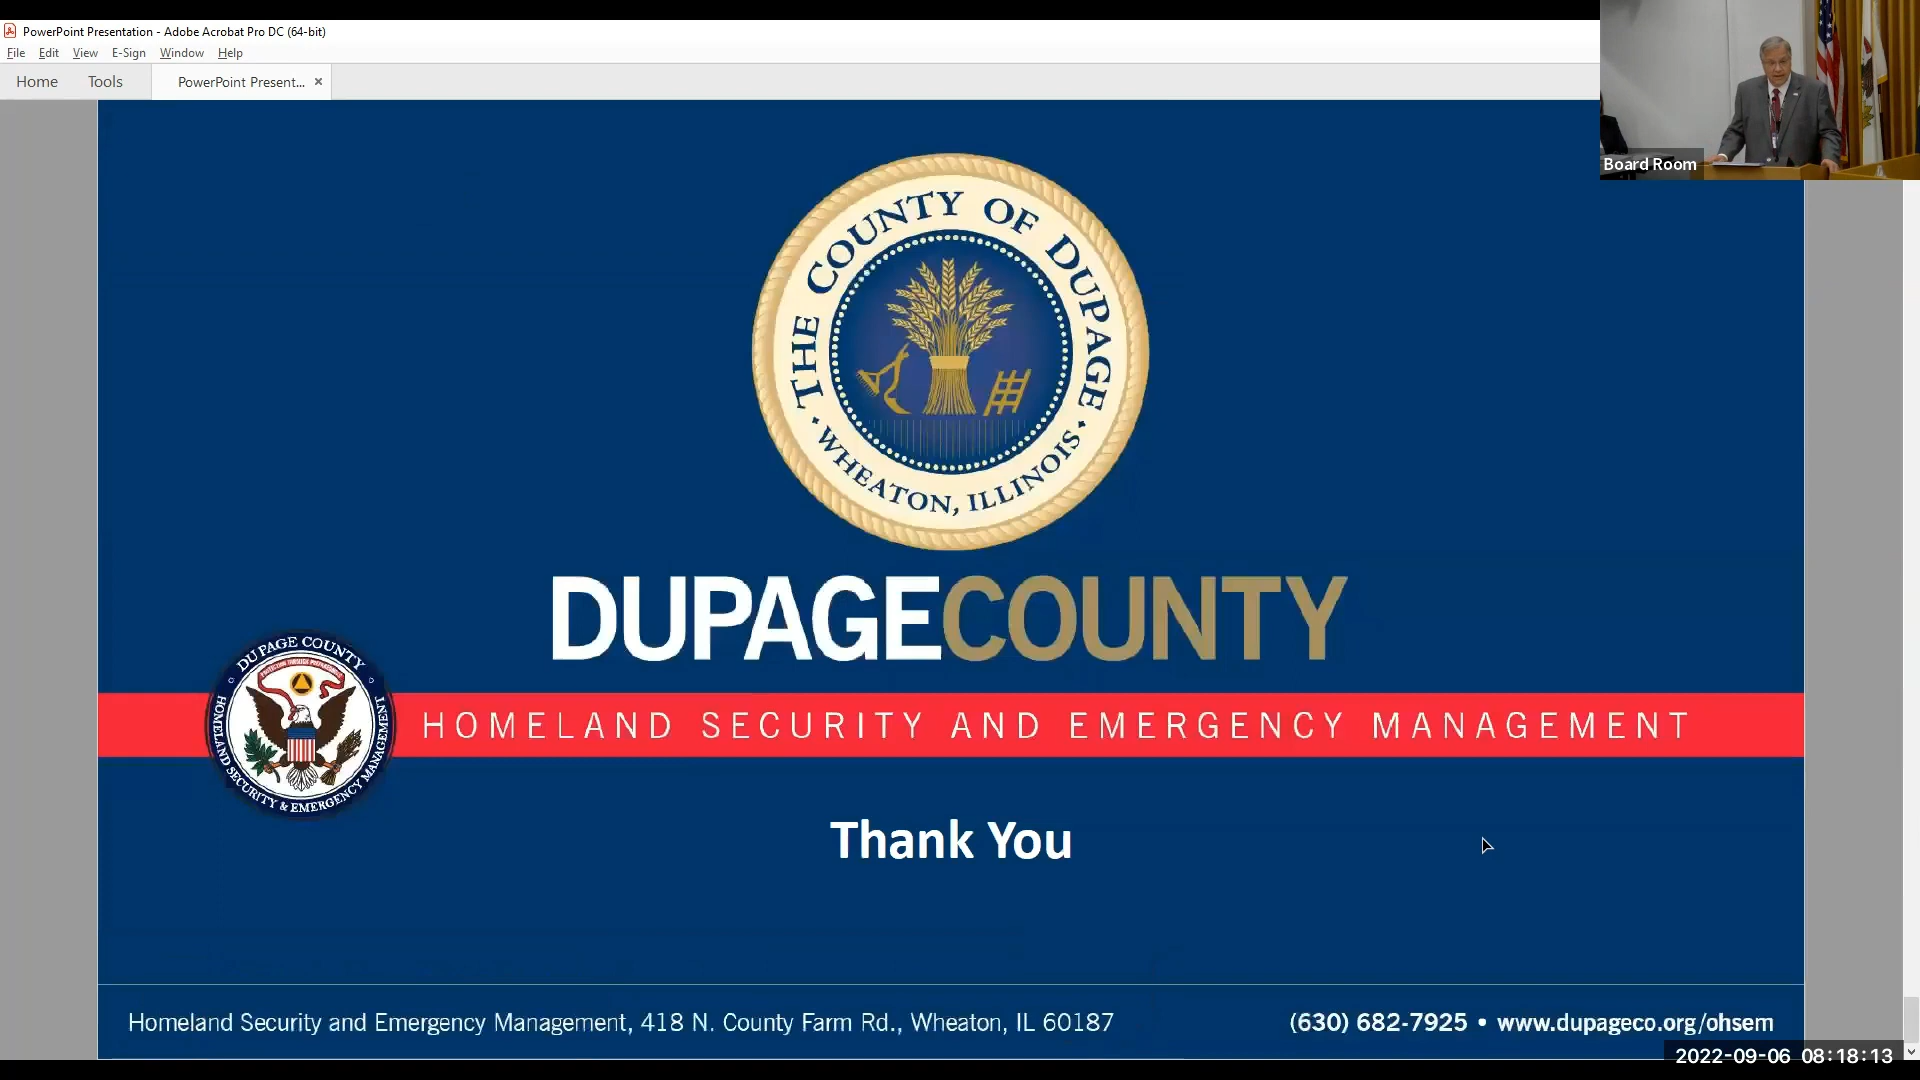 PowerPoint Presentation - Adobe Acrobat Pro DC (64-bit)
File Edit View E-Sign Window Help
Home Tools PowerPoint Present... ×
Board Room
THE COUNTY OF DUPAGE
WHEATON, ILLINOIS
DUPAGECOUNTY
DUPAGE COUNTY
HOMELAND SECURITY & EMERGENCY MANAGEMENT
HOMELAND SECURITY AND EMERGENCY MANAGEMENT
Thank You
Homeland Security and Emergency Management, 418 N. County Farm Rd., Wheaton, IL 60187
(630) 682-7925 • www.dupageco.org/ohsem
2022-09-06 08:18:13